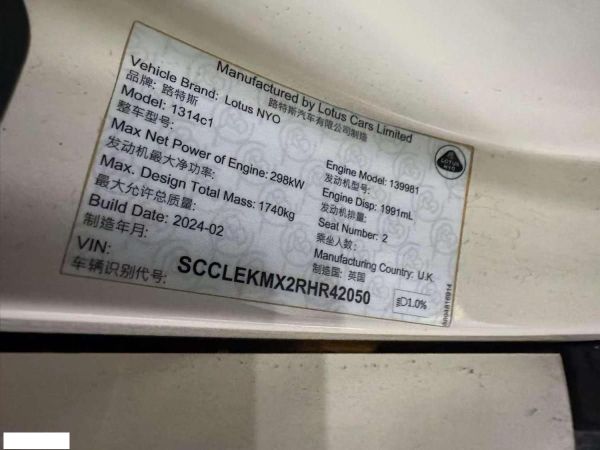 Manufactured by Lotus Cars Limited
路特斯汽车有限公司制造
Vehicle Brand: Lotus NYO
品牌: 路特斯
Model: 1314c1
整车型号:
Max Net Power of Engine: 298kW
发动机最大净功率:
Max. Design Total Mass: 1740kg
最大允许总质量:
Build Date: 2024-02
制造年月:
Engine Model: 139981
发动机型号:
Engine Disp: 1991mL
发动机排量:
Seat Number: 2
乘坐人数:
Manufacturing Country: U.K
制造国: 英国
VIN:
车辆识别代号: SCCLEKMX2RHR42050
1.0%
LOTUS